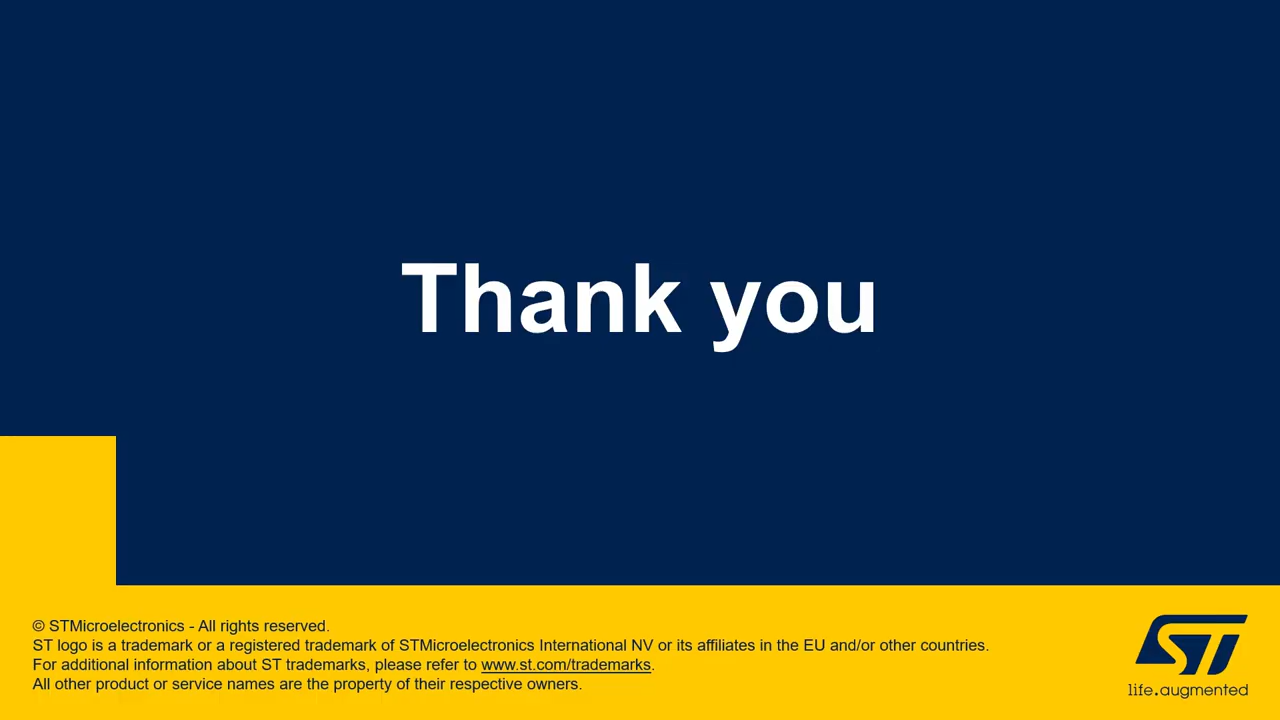 Thank you
© STMicroelectronics - All rights reserved.
ST logo is a trademark or a registered trademark of STMicroelectronics International NV or its affiliates in the EU and/or other countries.
For additional information about ST trademarks, please refer to www.st.com/trademarks.
All other product or service names are the property of their respective owners.
ST
life.augmented